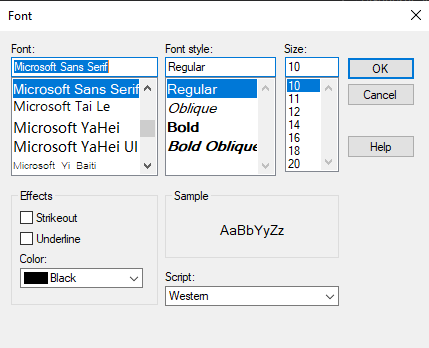 Font
Font:
Microsoft Sans Serif
Microsoft Sans Serif
Microsoft Tai Le
Microsoft YaHei
Microsoft YaHei UI
Microsoft Yi Baiti
Font style:
Regular
Regular
Oblique
Bold
Bold Oblique
Size:
10
10
11
12
14
16
18
20
OK
Cancel
Help
Effects
Strikeout
Underline
Color:
Black
Sample
AaBbYyZz
Script:
Western